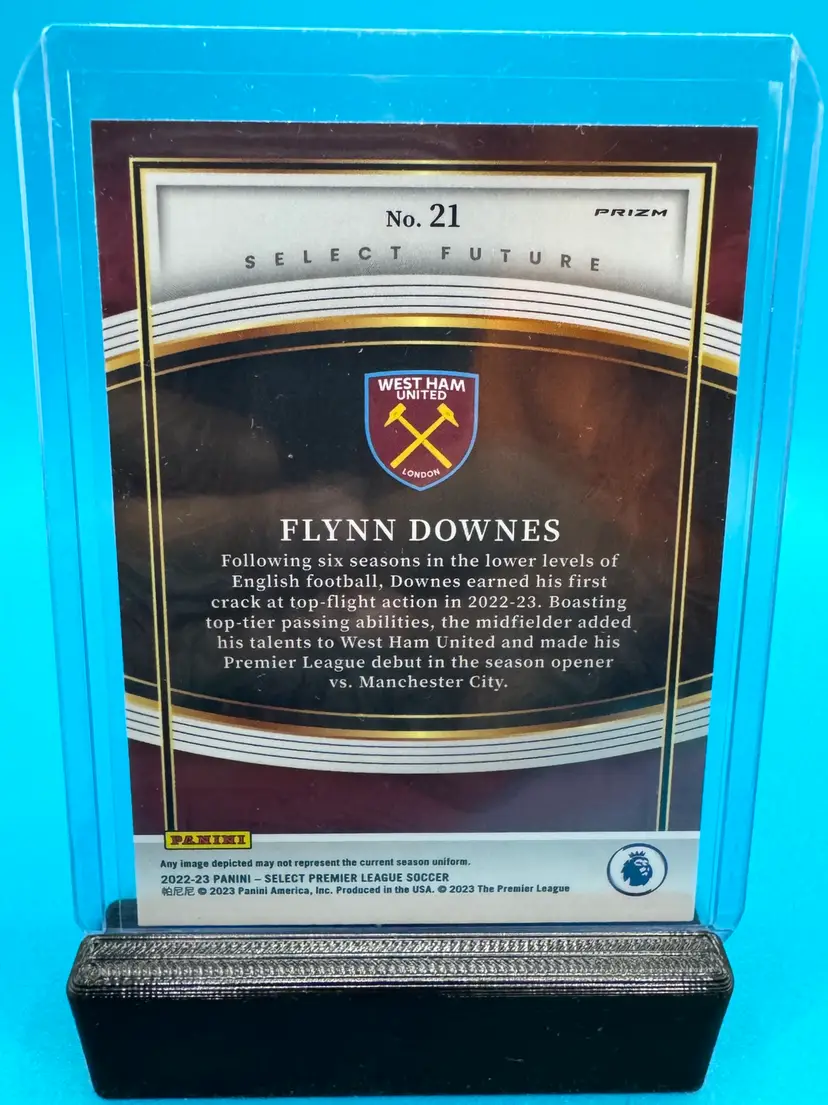 No. 21
PRIZM
SELECT FUTURE
WEST HAM
UNITED
LONDON
FLYNN DOWNES
Following six seasons in the lower levels of
English football, Downes earned his first
crack at top-flight action in 2022-23. Boasting
top-tier passing abilities, the midfielder added
his talents to West Ham United and made his
Premier League debut in the season opener
vs. Manchester City.
PANINI
Any image depicted may not represent the current season uniform.
2022-23 PANINI – SELECT PREMIER LEAGUE SOCCER
帕尼尼 © 2023 Panini America, Inc. Produced in the USA. © 2023 The Premier League